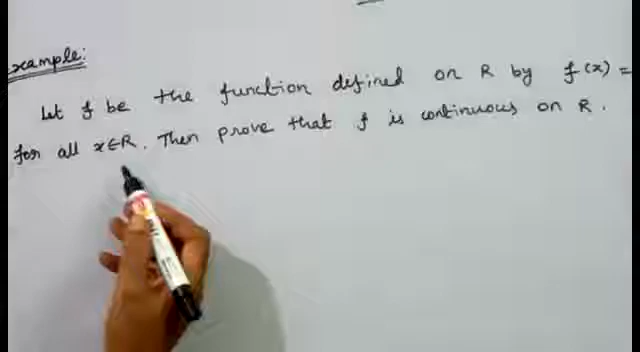 xample:
Let f be the function defined on R by f(x) =
for all x∈R. Then prove that f is continuous on R.